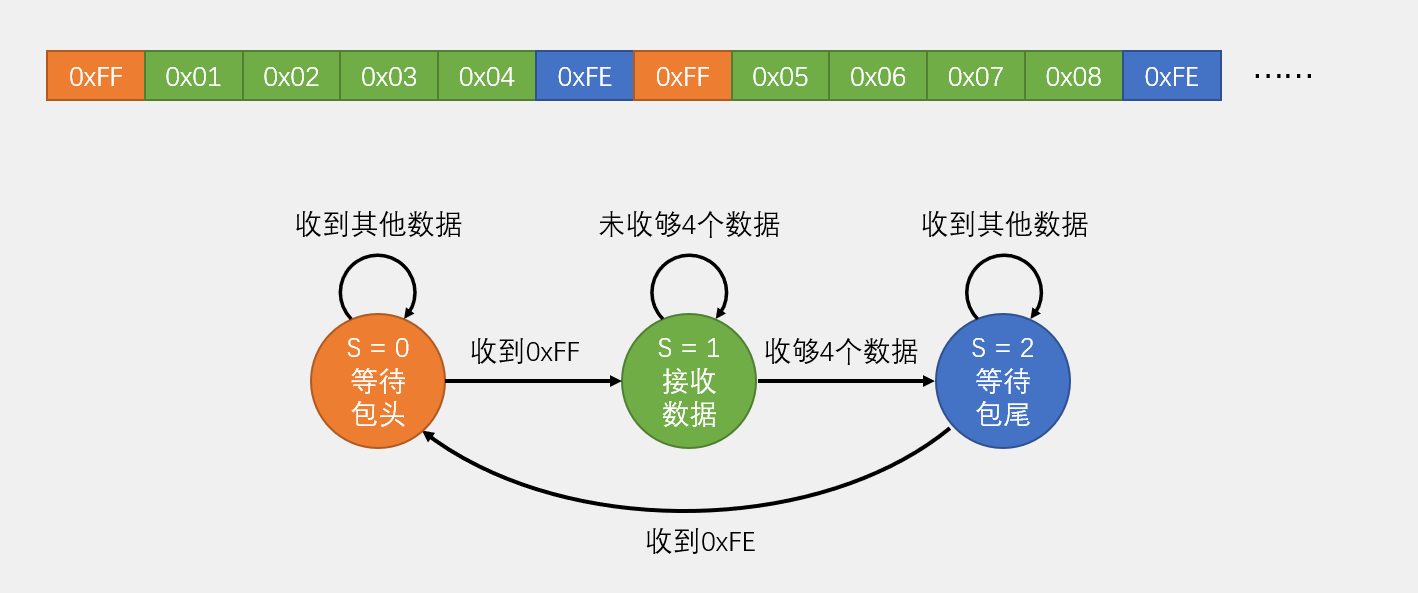 0xFF 0x01 0x02 0x03 0x04 0xFE 0xFF 0x05 0x06 0x07 0x08 0xFE ……
收到其他数据
未收够4个数据
收到其他数据
S = 0
等待
包头
收到0xFF
S = 1
接收
数据
收够4个数据
S = 2
等待
包尾
收到0xFE